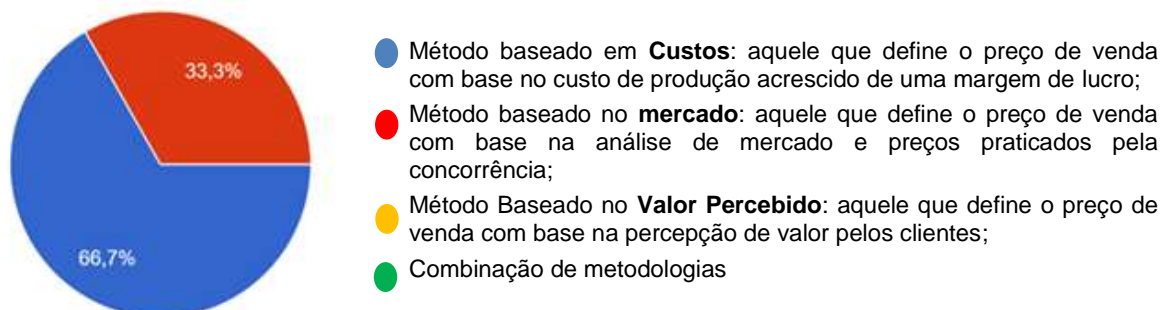 33,3%
66,7%
Método baseado em Custos: aquele que define o preço de venda
com base no custo de produção acrescido de uma margem de lucro;
Método baseado no mercado: aquele que define o preço de venda
com base na análise de mercado e preços praticados pela
concorrência;
Método Baseado no Valor Percebido: aquele que define o preço de
venda com base na percepção de valor pelos clientes;
Combinação de metodologias